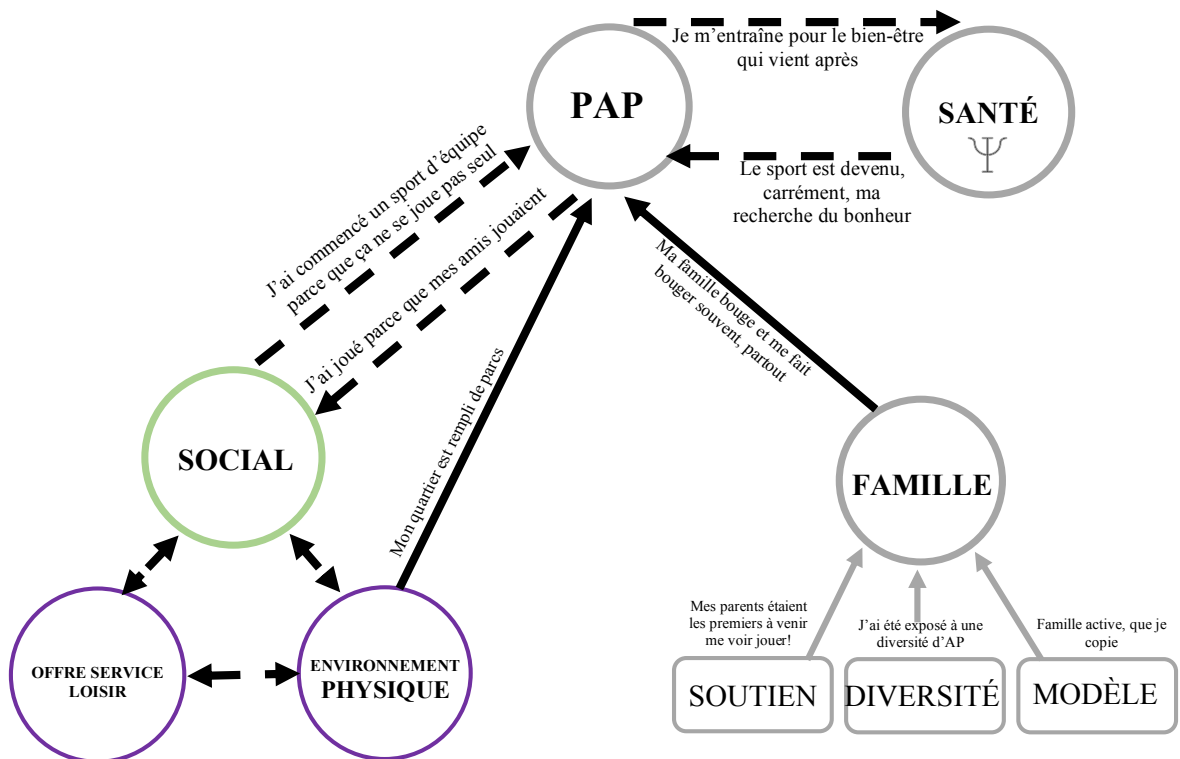 Je m'entraîne pour le bien-être
qui vient après
PAP
SANTÉ
Le sport est devenu,
carrément, ma
recherche du bonheur
J'ai commencé un sport d'équipe
parce que ça ne se joue pas seul
J'ai joué parce que mes amis jouaient
Mon quartier est rempli de parcs
Ma famille bouge et me fait
bouger souvent, partout
SOCIAL
FAMILLE
OFFRE SERVICE
LOISIR
ENVIRONNEMENT
PHYSIQUE
Mes parents étaient
les premiers à venir
me voir jouer!
J'ai été exposé à une
diversité d'AP
Famille active, que je
copie
SOUTIEN
DIVERSITÉ
MODÈLE